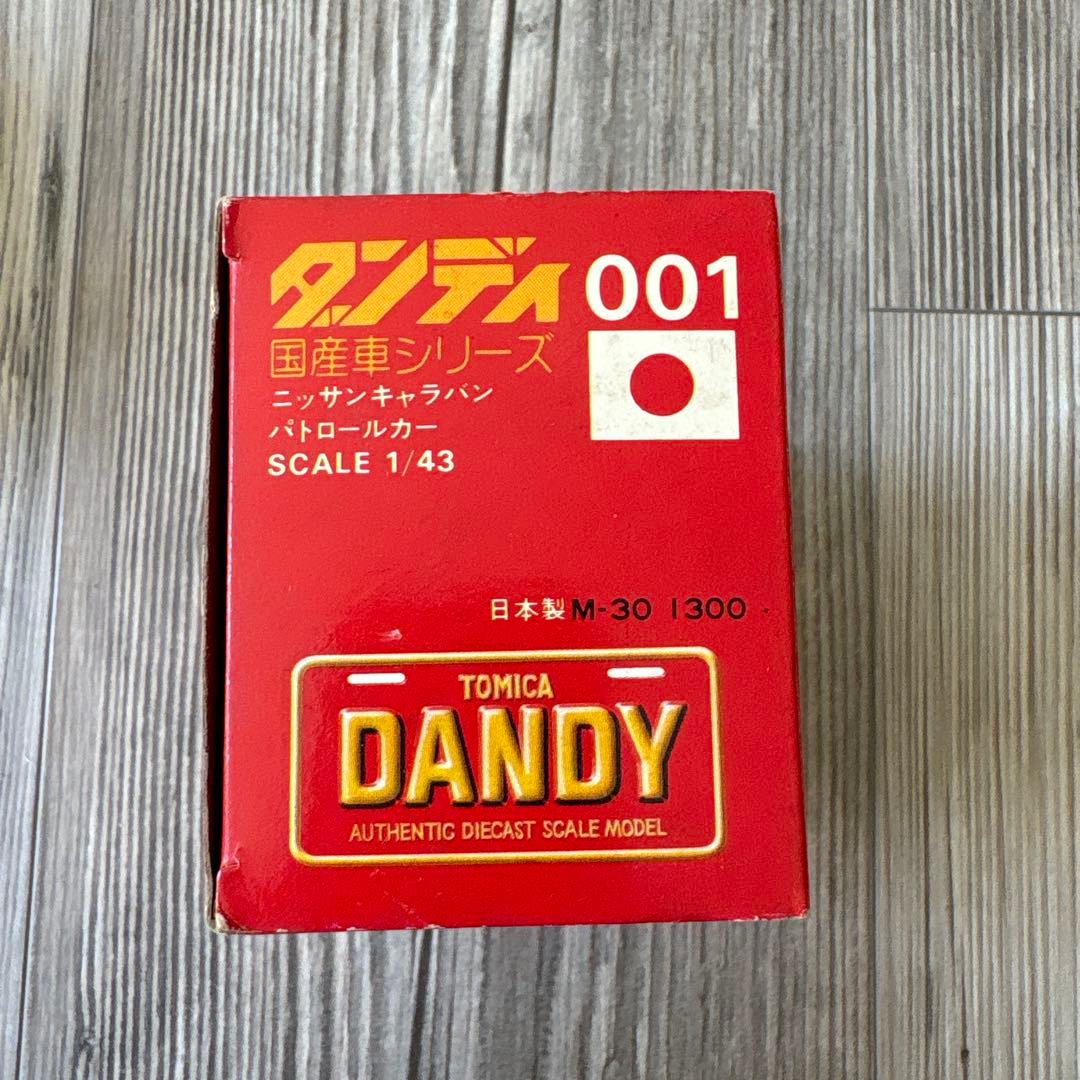 ダンディ 001
国産車シリーズ
ニッサンキャラバン
パトロールカー
SCALE 1/43
日本製 M-30 1300
TOMICA
DANDY
AUTHENTIC DIECAST SCALE MODEL